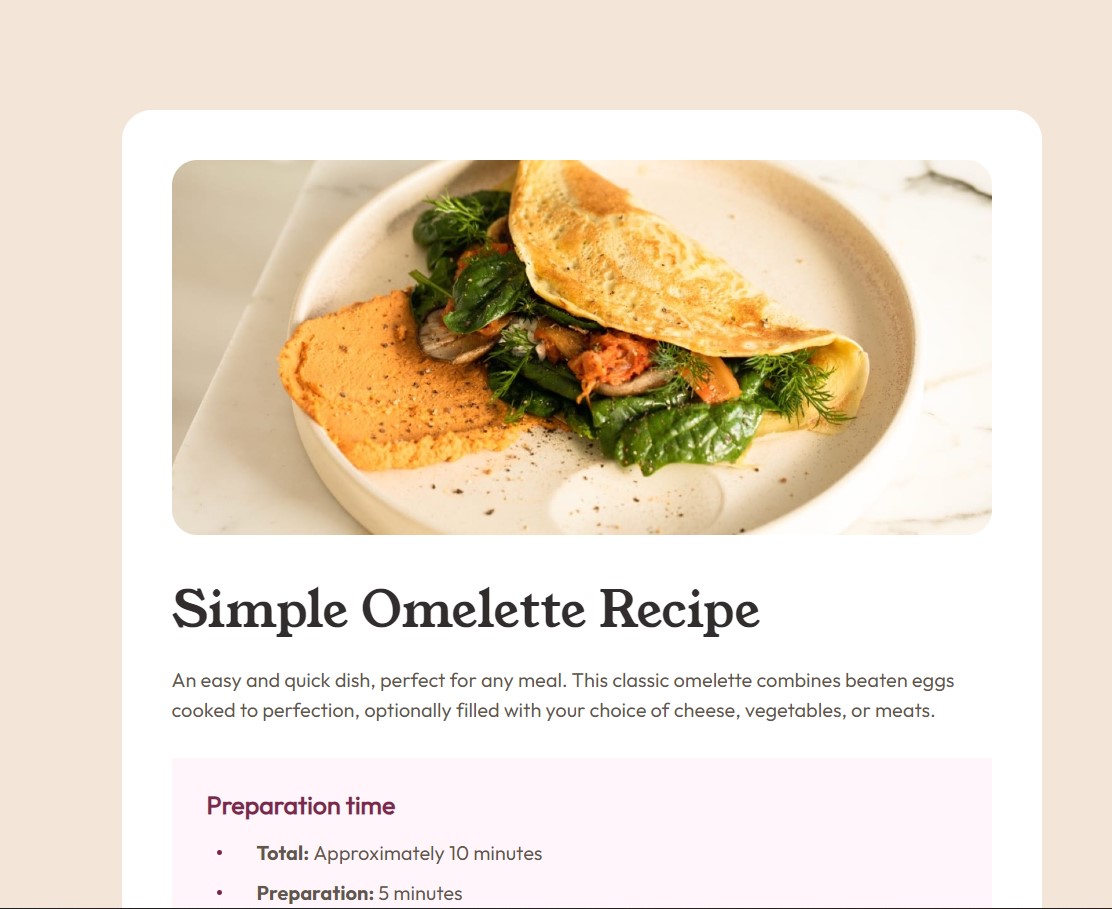 Simple Omelette Recipe
An easy and quick dish, perfect for any meal. This classic omelette combines beaten eggs
cooked to perfection, optionally filled with your choice of cheese, vegetables, or meats.
Preparation time
• Total: Approximately 10 minutes
• Preparation: 5 minutes